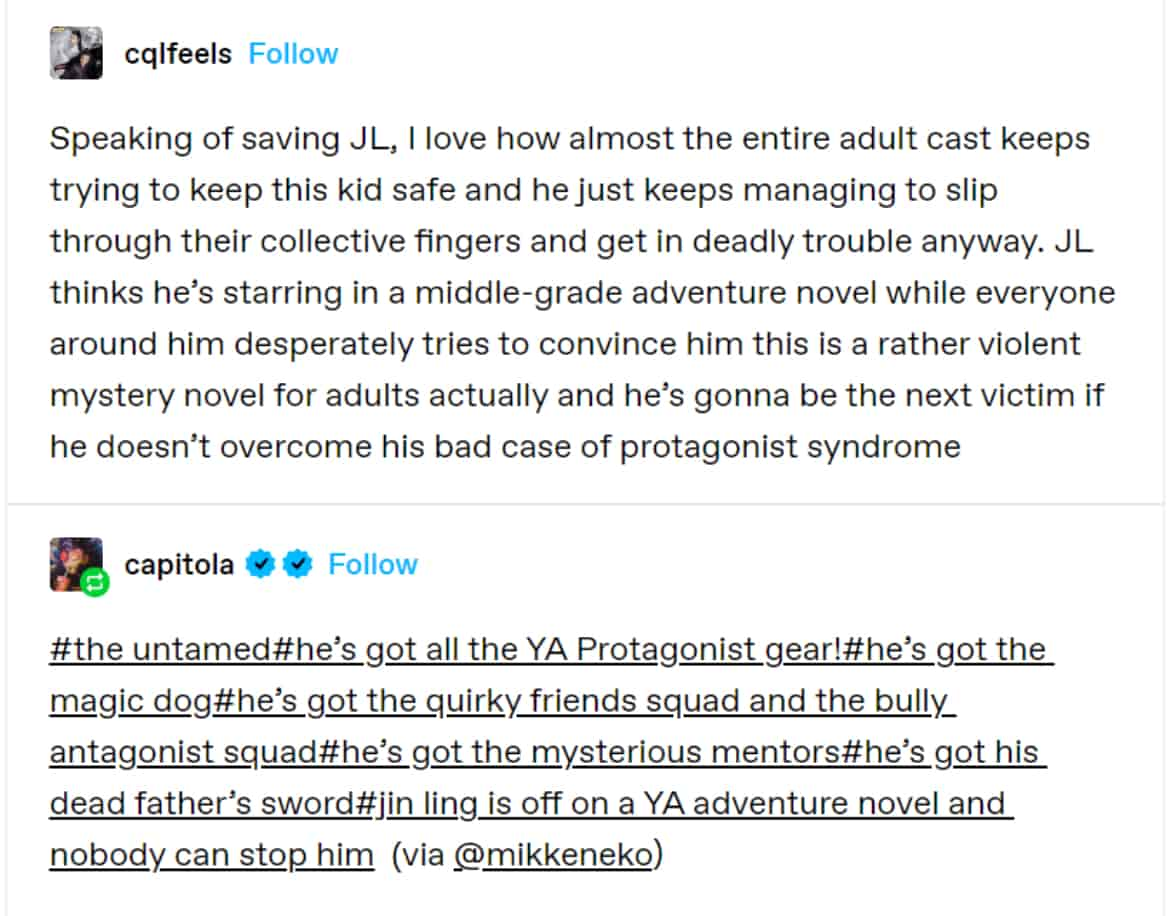 cqlfeels Follow
Speaking of saving JL, I love how almost the entire adult cast keeps
trying to keep this kid safe and he just keeps managing to slip
through their collective fingers and get in deadly trouble anyway. JL
thinks he’s starring in a middle-grade adventure novel while everyone
around him desperately tries to convince him this is a rather violent
mystery novel for adults actually and he’s gonna be the next victim if
he doesn’t overcome his bad case of protagonist syndrome
capitola Follow
#the untamed#he’s got all the YA Protagonist gear!#he’s got the
magic dog#he’s got the quirky friends squad and the bully
antagonist squad#he’s got the mysterious mentors#he’s got his
dead father’s sword#jin ling is off on a YA adventure novel and
nobody can stop him (via @mikkeneko)